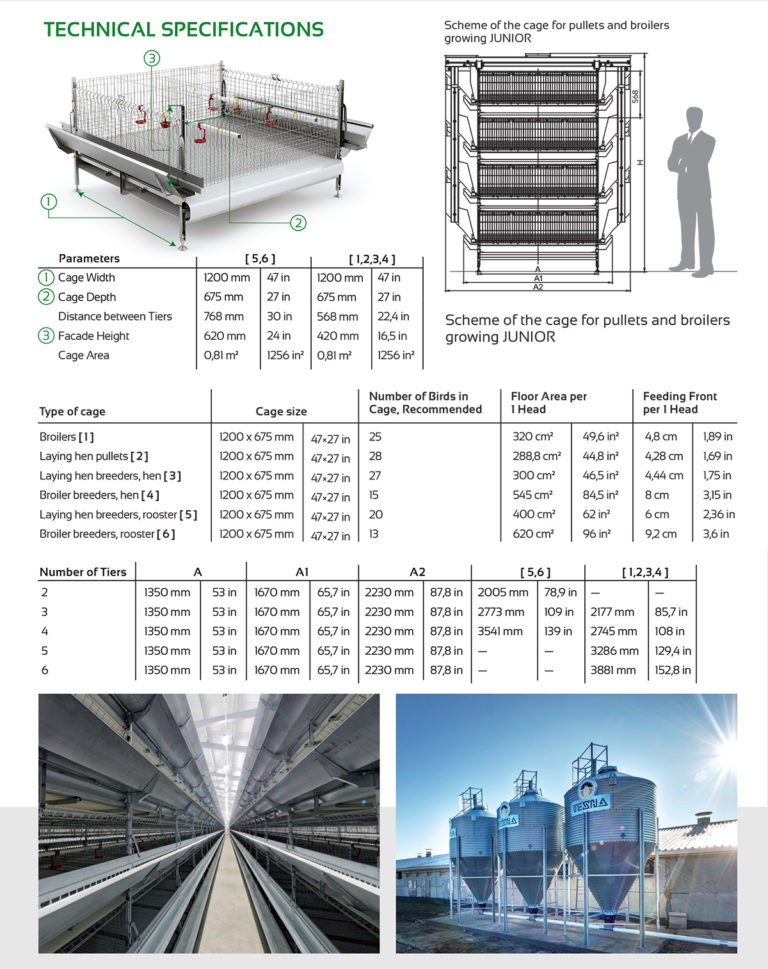 TECHNICAL SPECIFICATIONS
Scheme of the cage for pullets and broilers
growing JUNIOR
3
1
2
568
H
A
A1
A2
Parameters [ 5,6 ] [ 1,2,3,4 ]
1 Cage Width 1200 mm 47 in 1200 mm 47 in
2 Cage Depth 675 mm 27 in 675 mm 27 in
Distance between Tiers 768 mm 30 in 568 mm 22,4 in
3 Facade Height 620 mm 24 in 420 mm 16,5 in
Cage Area 0,81 m² 1256 in² 0,81 m² 1256 in²
Scheme of the cage for pullets and broilers
growing JUNIOR
Type of cage Cage size Number of Birds in Cage, Recommended Floor Area per 1 Head Feeding Front per 1 Head
Broilers [ 1 ] 1200 x 675 mm 47×27 in 25 320 cm² 49,6 in² 4,8 cm 1,89 in
Laying hen pullets [ 2 ] 1200 x 675 mm 47×27 in 28 288,8 cm² 44,8 in² 4,28 cm 1,69 in
Laying hen breeders, hen [ 3 ] 1200 x 675 mm 47×27 in 27 300 cm² 46,5 in² 4,44 cm 1,75 in
Broiler breeders, hen [ 4 ] 1200 x 675 mm 47×27 in 15 545 cm² 84,5 in² 8 cm 3,15 in
Laying hen breeders, rooster [ 5 ] 1200 x 675 mm 47×27 in 20 400 cm² 62 in² 6 cm 2,36 in
Broiler breeders, rooster [ 6 ] 1200 x 675 mm 47×27 in 13 620 cm² 96 in² 9,2 cm 3,6 in
Number of Tiers A A1 A2 [ 5,6 ] [ 1,2,3,4 ]
2 1350 mm 53 in 1670 mm 65,7 in 2230 mm 87,8 in 2005 mm 78,9 in — —
3 1350 mm 53 in 1670 mm 65,7 in 2230 mm 87,8 in 2773 mm 109 in 2177 mm 85,7 in
4 1350 mm 53 in 1670 mm 65,7 in 2230 mm 87,8 in 3541 mm 139 in 2745 mm 108 in
5 1350 mm 53 in 1670 mm 65,7 in 2230 mm 87,8 in — — 3286 mm 129,4 in
6 1350 mm 53 in 1670 mm 65,7 in 2230 mm 87,8 in — — 3881 mm 152,8 in
TEXHA